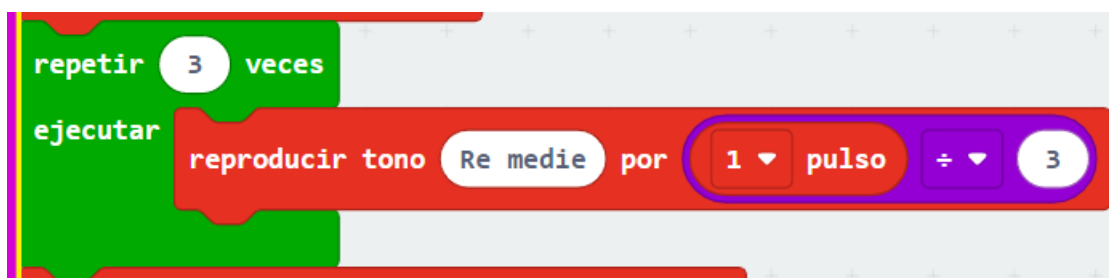 repetir 3 veces
ejecutar
reproducir tono Re medie por 1 pulso ÷ 3